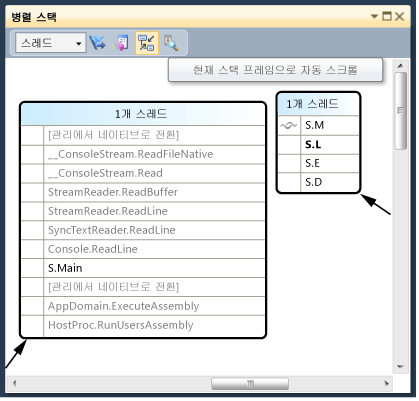 병렬 스택
스레드
현재 스택 프레임으로 자동 스크롤
1개 스레드
[관리에서 네이티브로 전환]
__ConsoleStream.ReadFileNative
__ConsoleStream.Read
StreamReader.ReadBuffer
StreamReader.ReadLine
SyncTextReader.ReadLine
Console.ReadLine
S.Main
[관리에서 네이티브로 전환]
AppDomain.ExecuteAssembly
HostProc.RunUsersAssembly
1개 스레드
S.M
S.L
S.E
S.D